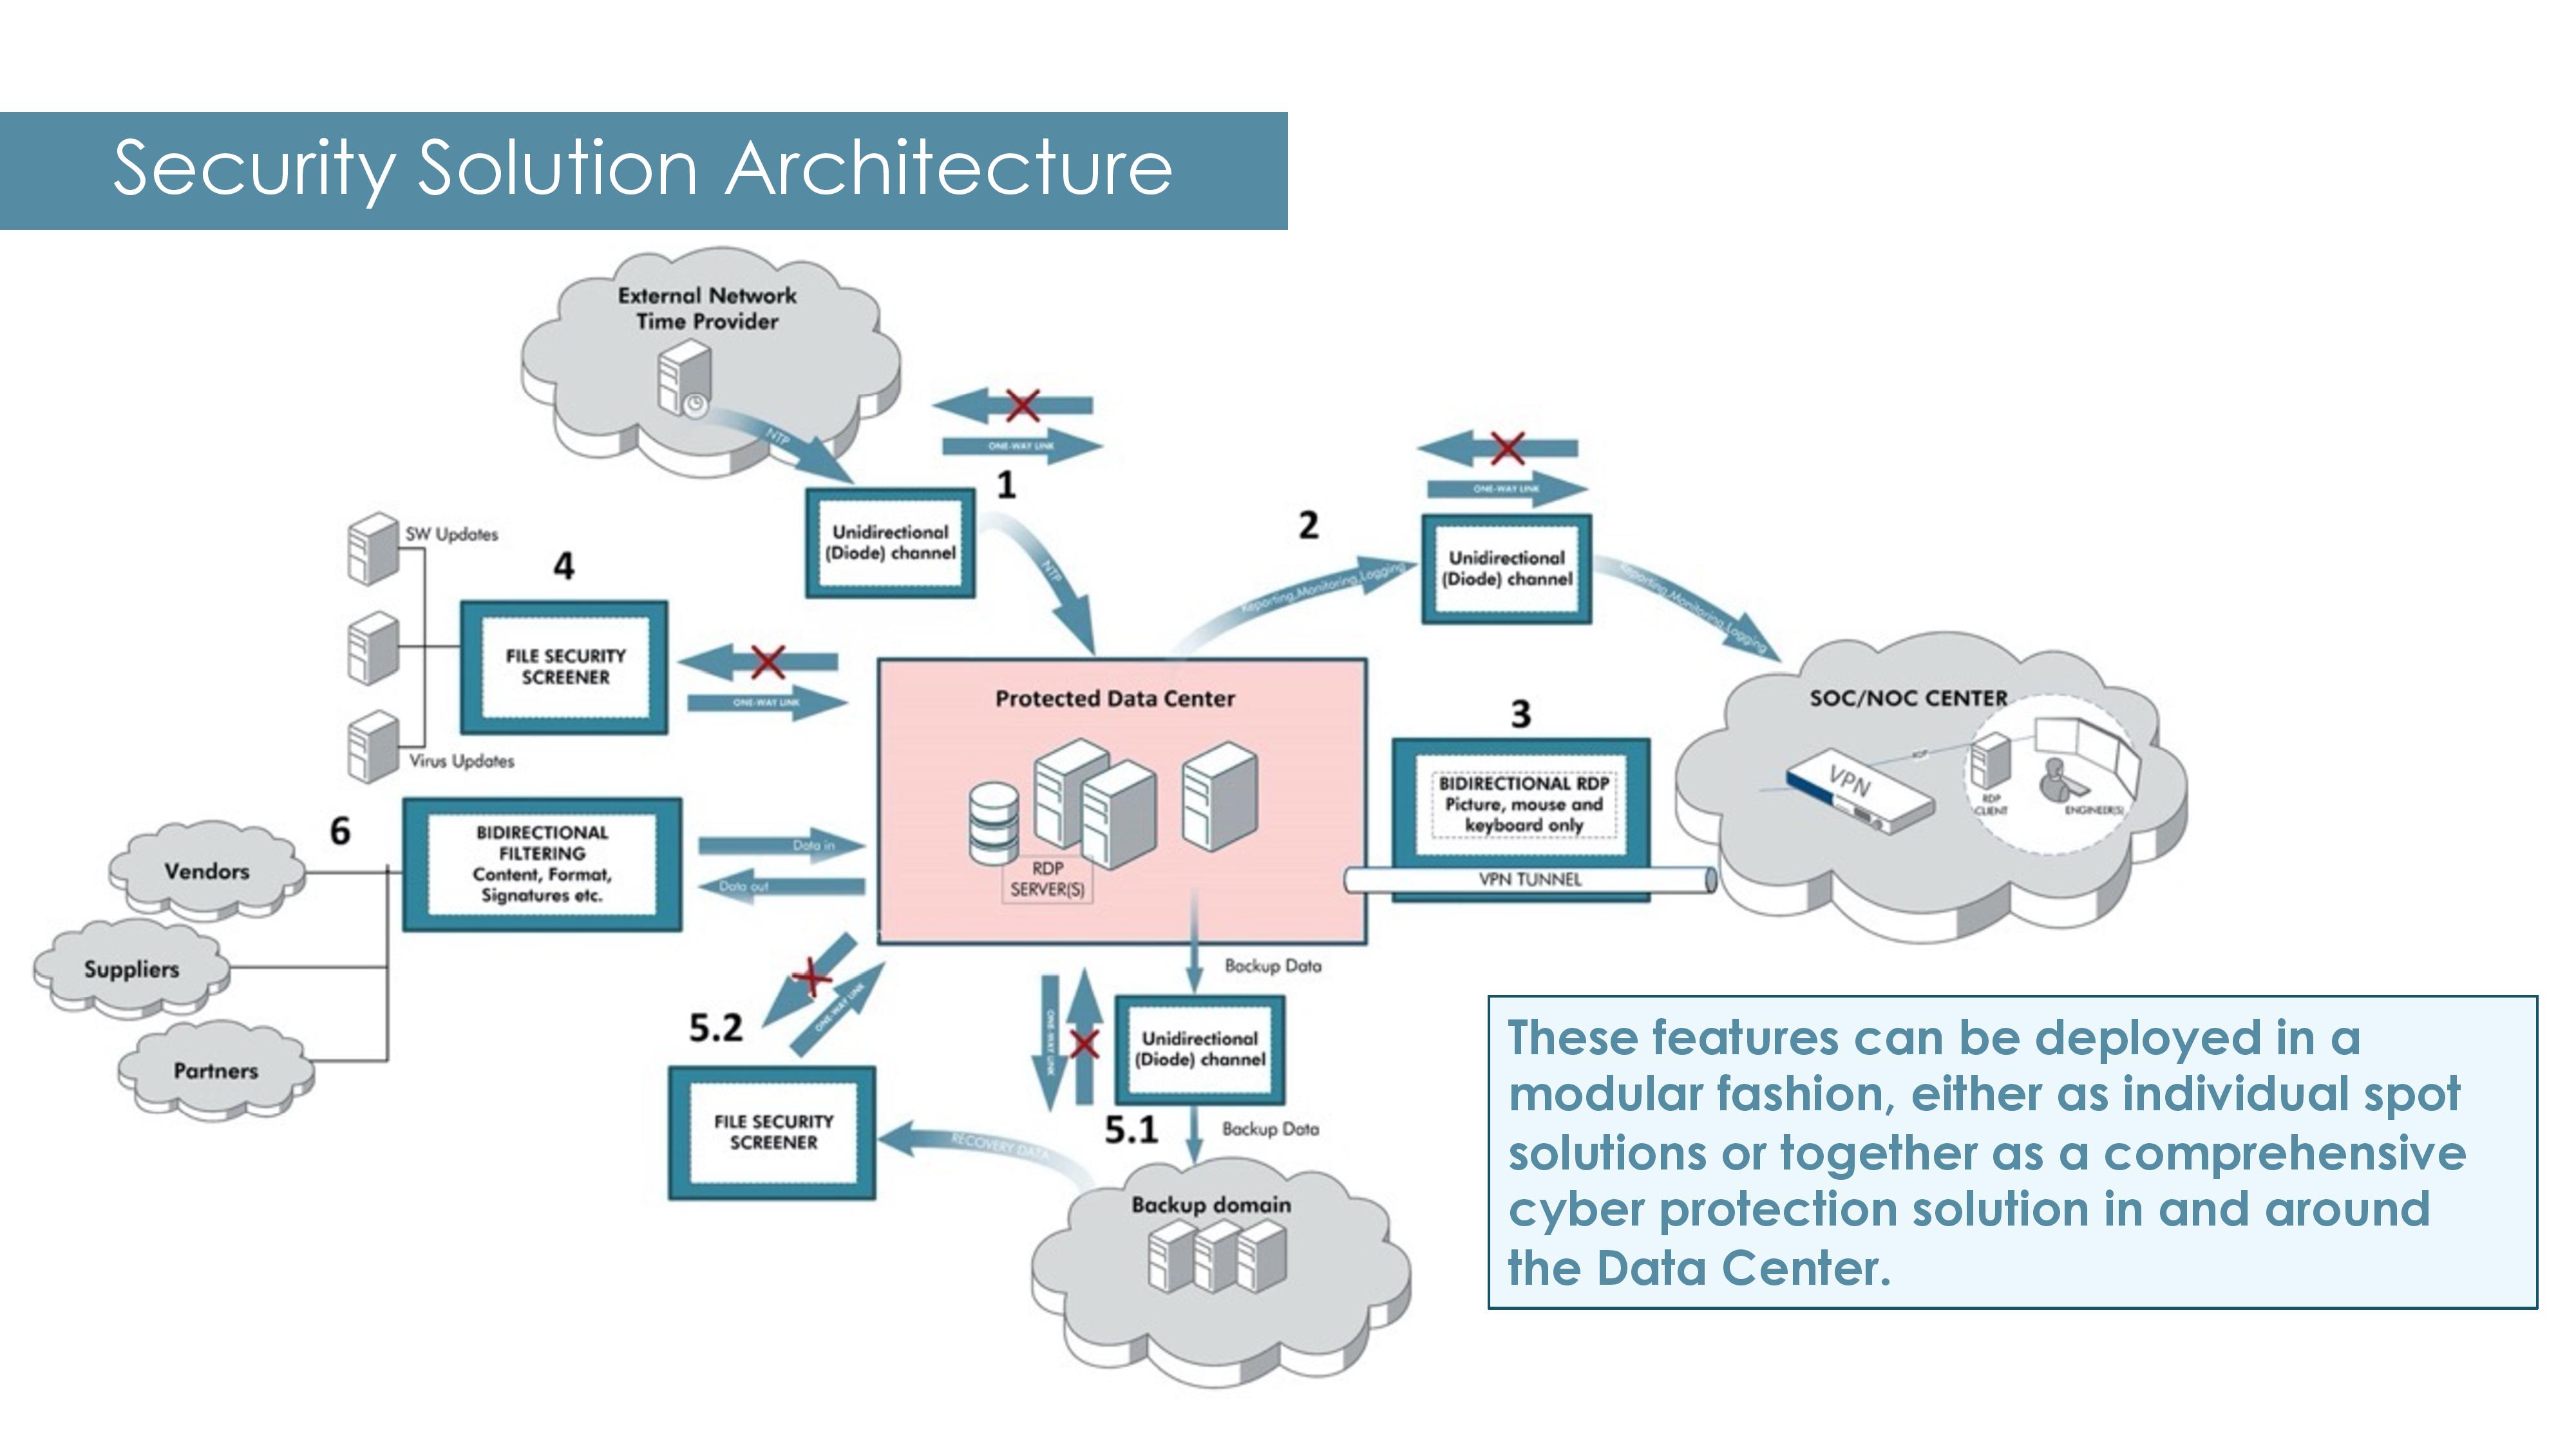 Security Solution Architecture
External Network
Time Provider
NTP
ONE-WAY LINK
1
Unidirectional
(Diode) channel
NTP
2
ONE-WAY LINK
Unidirectional
(Diode) channel
Reporting,Monitoring,Logging
Reporting,Monitoring,Logging
SW Updates
4
FILE SECURITY
SCREENER
ONE-WAY LINK
Virus Updates
Protected Data Center
RDP
SERVER(S)
3
BIDIRECTIONAL RDP
Picture, mouse and
keyboard only
VPN TUNNEL
SOC/NOC CENTER
VPN
RDP
CLIENT
ENGINEER(S)
6
Vendors
Suppliers
Partners
BIDIRECTIONAL
FILTERING
Content, Format,
Signatures etc.
Data in
Data out
5.2
ONE-WAY LINK
FILE SECURITY
SCREENER
RECOVERY DATA
Backup Data
ONE-WAY LINK
Unidirectional
(Diode) channel
5.1
Backup Data
Backup domain
These features can be deployed in a
modular fashion, either as individual spot
solutions or together as a comprehensive
cyber protection solution in and around
the Data Center.